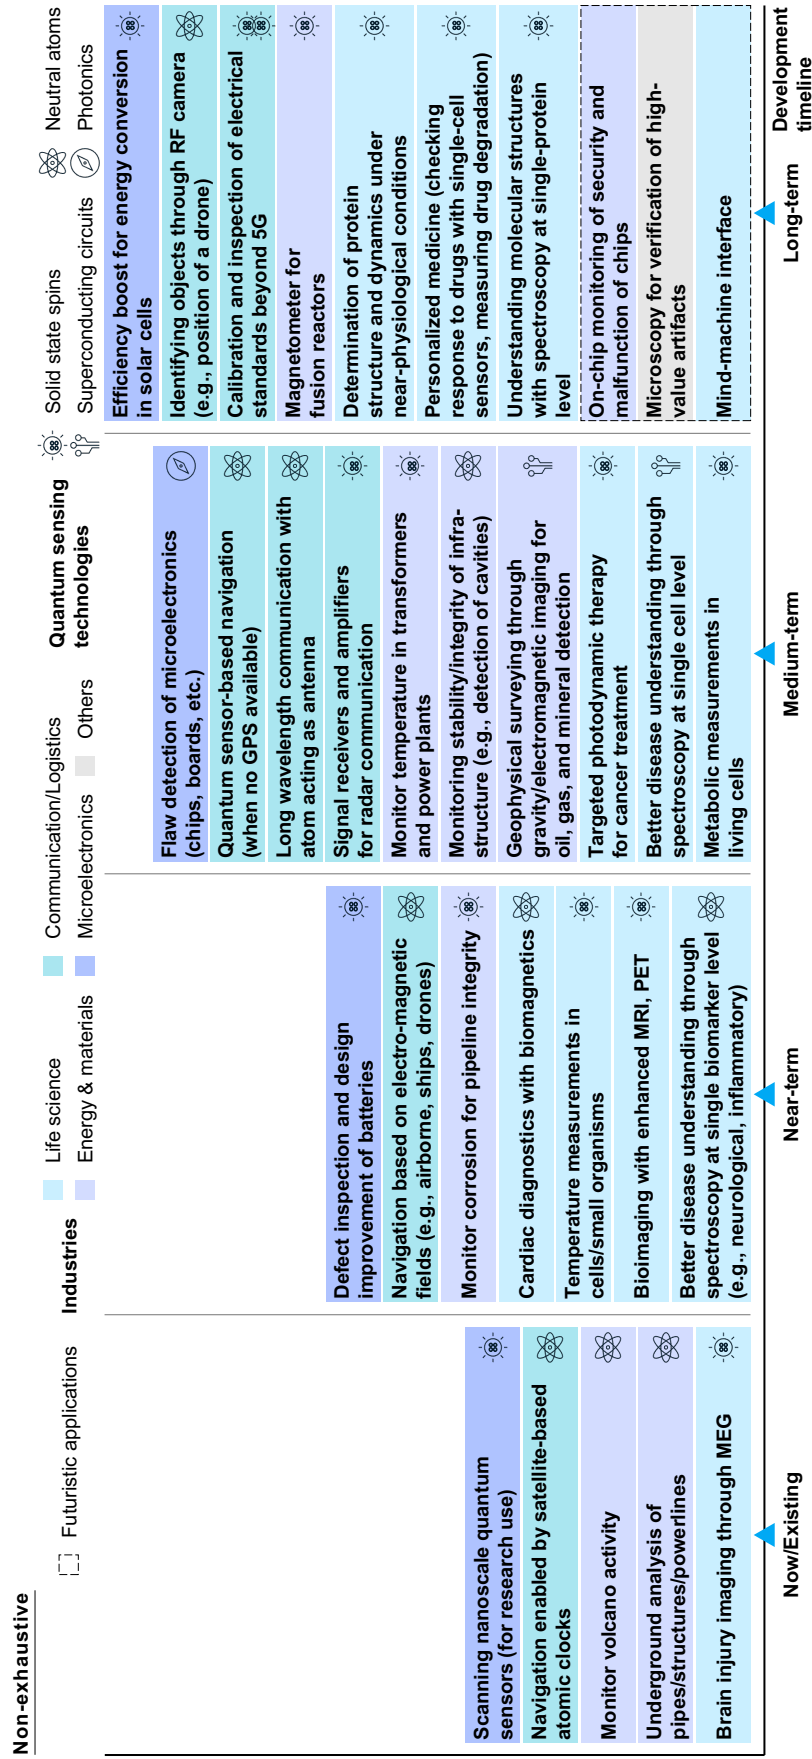 Non-exhaustive
Futuristic applications
Industries
Life science
Energy & materials
Communication/Logistics
Microelectronics
Others
Quantum sensing
technologies
Solid state spins
Superconducting circuits
Neutral atoms
Photonics
Scanning nanoscale quantum
sensors (for research use)
Navigation enabled by satellite-based
atomic clocks
Monitor volcano activity
Underground analysis of
pipes/structures/powerlines
Brain injury imaging through MEG
Defect inspection and design
improvement of batteries
Navigation based on electro-magnetic
fields (e.g., airborne, ships, drones)
Monitor corrosion for pipeline integrity
Cardiac diagnostics with biomagnetics
Temperature measurements in
cells/small organisms
Bioimaging with enhanced MRI, PET
Better disease understanding through
spectroscopy at single biomarker level
(e.g., neurological, inflammatory)
Flaw detection of microelectronics
(chips, boards, etc.)
Quantum sensor-based navigation
(when no GPS available)
Long wavelength communication with
atom acting as antenna
Signal receivers and amplifiers
for radar communication
Monitor temperature in transformers
and power plants
Monitoring stability/integrity of infra-
structure (e.g., detection of cavities)
Geophysical surveying through
gravity/electromagnetic imaging for
oil, gas, and mineral detection
Targeted photodynamic therapy
for cancer treatment
Better disease understanding through
spectroscopy at single cell level
Metabolic measurements in
living cells
Efficiency boost for energy conversion
in solar cells
Identifying objects through RF camera
(e.g., position of a drone)
Calibration and inspection of electrical
standards beyond 5G
Magnetometer for
fusion reactors
Determination of protein
structure and dynamics under
near-physiological conditions
Personalized medicine (checking
response to drugs with single-cell
sensors, measuring drug degradation)
Understanding molecular structures
with spectroscopy at single-protein
level
On-chip monitoring of security and
malfunction of chips
Microscopy for verification of high-
value artifacts
Mind-machine interface
Now/Existing
Near-term
Medium-term
Long-term
Development
timeline